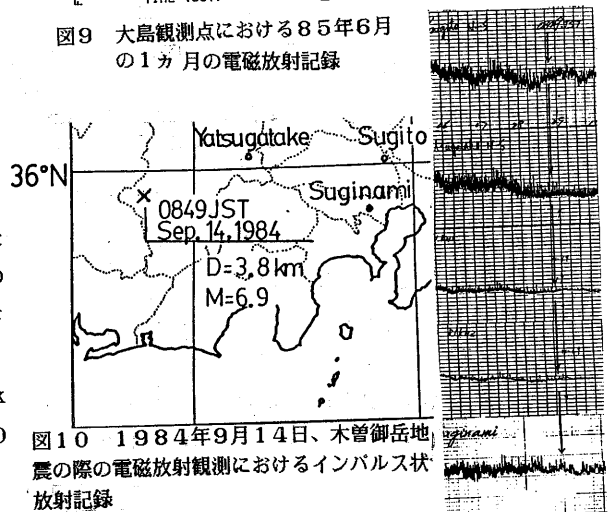 図9 大島観測点における85年6月
の1ヵ月の電磁放射記録
Yatsugatake Sugito
36°N
Suginami
0849JST
Sep. 14. 1984
D=3.8km
M=6.9
図10 1984年9月14日、木曽御岳地
震の際の電磁放射観測におけるインパルス状
放射記録